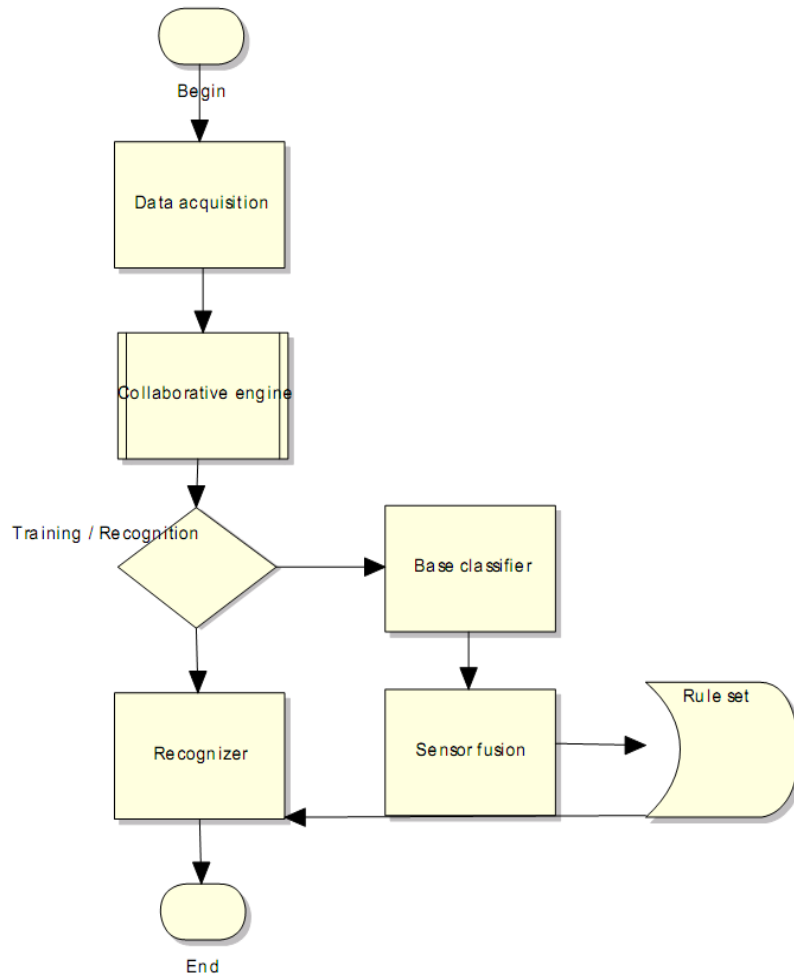 Begin
Data acquisition
Collaborative engine
Training / Recognition
Base classifier
Rule set
Recognizer
Sensor fusion
End